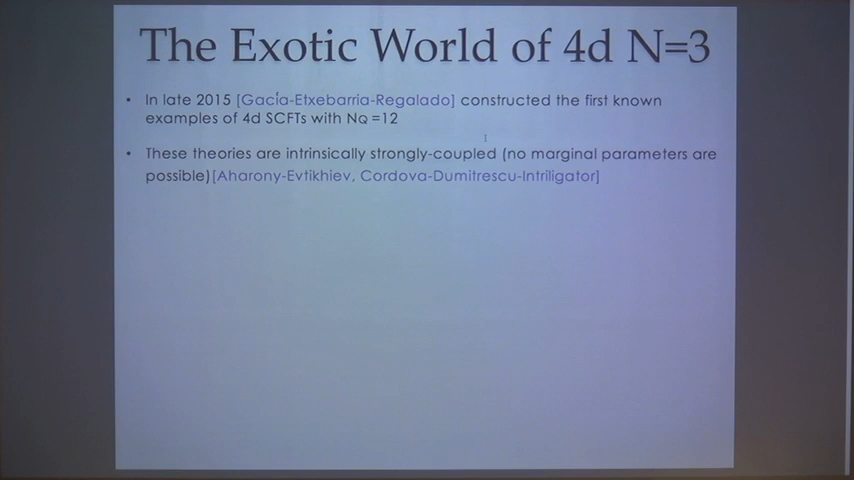 The Exotic World of 4d N=3
• In late 2015 [Gacía-Etxebarria-Regalado] constructed the first known
examples of 4d SCFTs with NQ =12
• These theories are intrinsically strongly-coupled (no marginal parameters are
possible)[Aharony-Evtikhiev, Cordova-Dumitrescu-Intriligator]